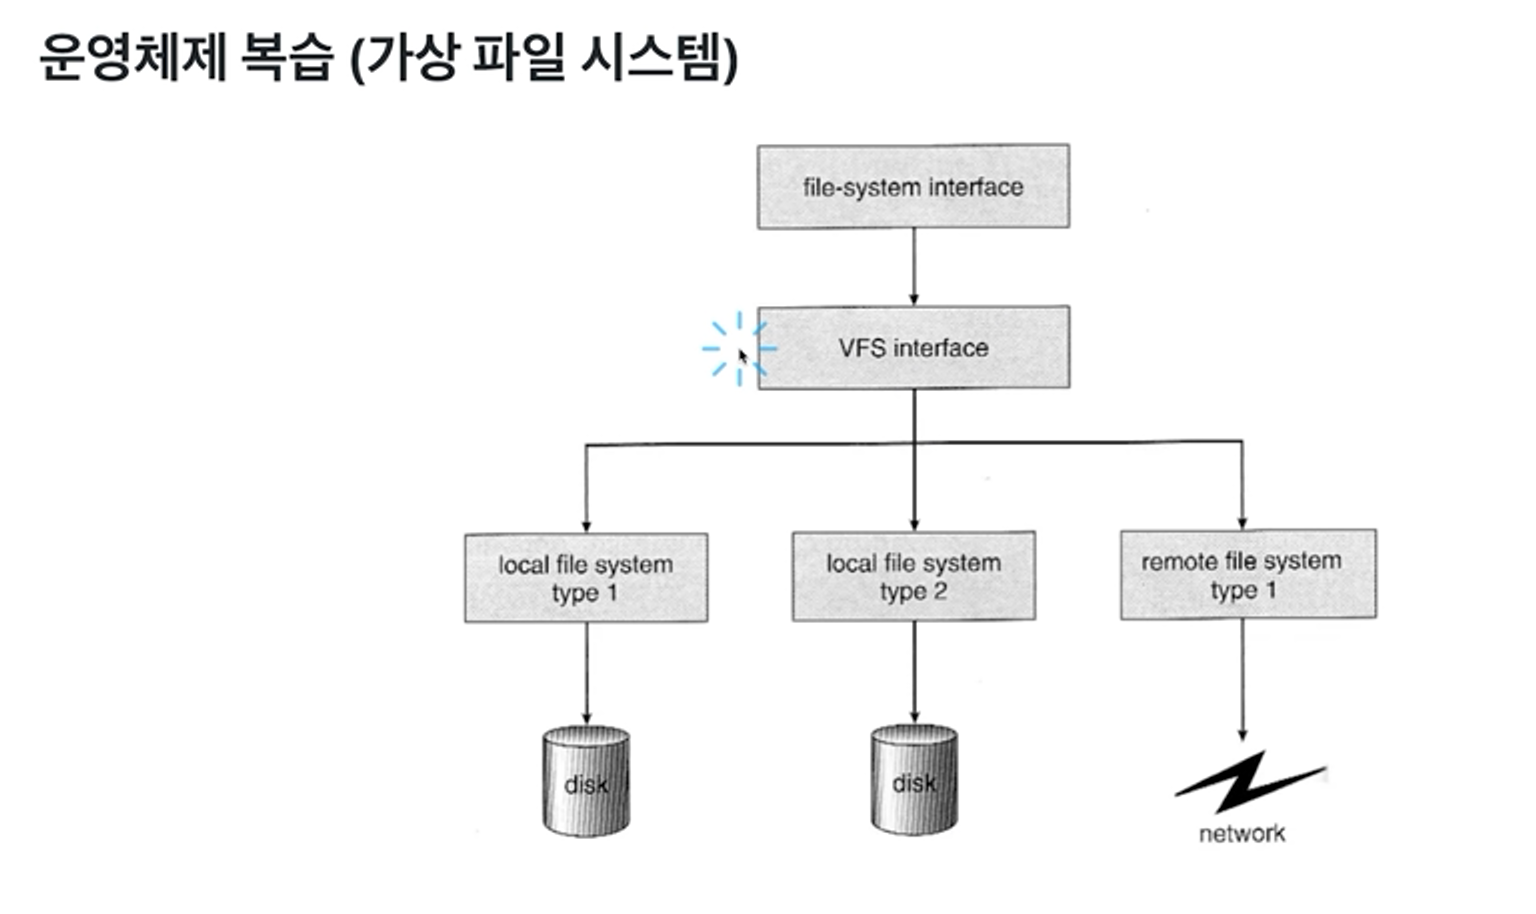 운영체제 복습 (가상 파일 시스템)
file-system interface
VFS interface
local file system
type 1
local file system
type 2
remote file system
type 1
disk
disk
network